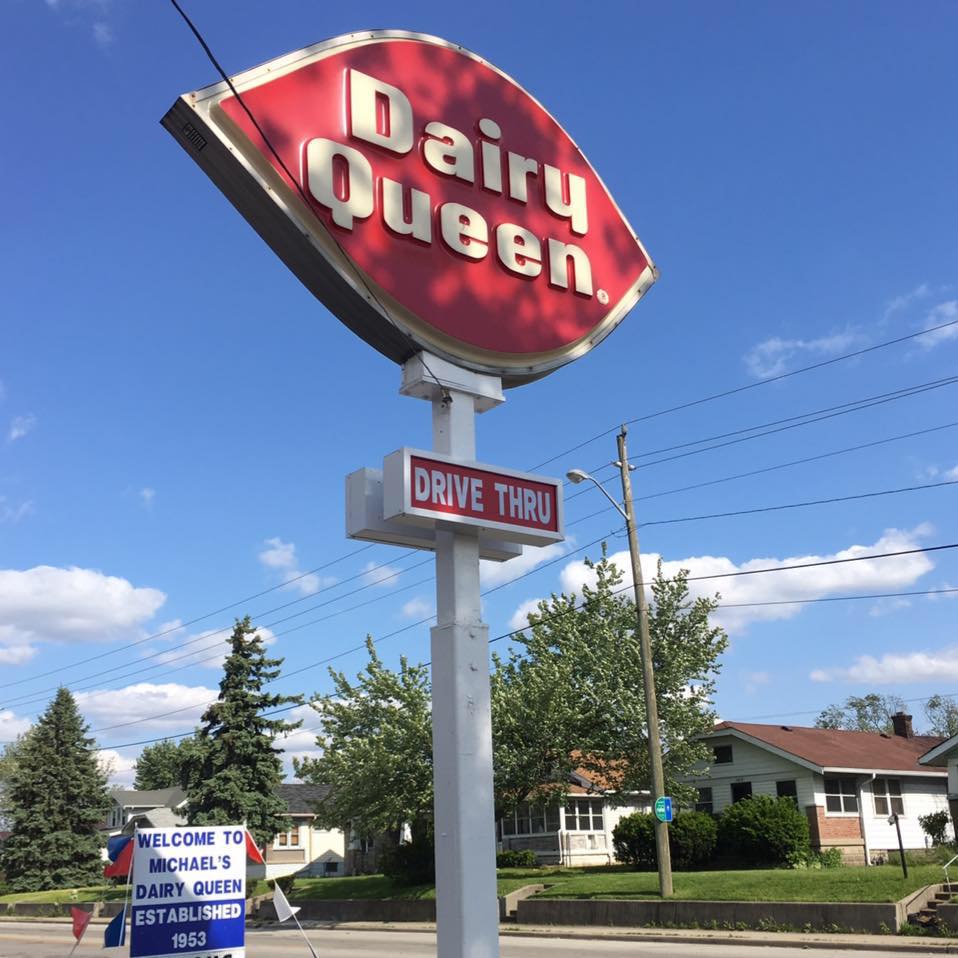 Dairy
Queen®
DRIVE THRU
WELCOME TO
MICHAEL'S
DAIRY QUEEN
ESTABLISHED
1953